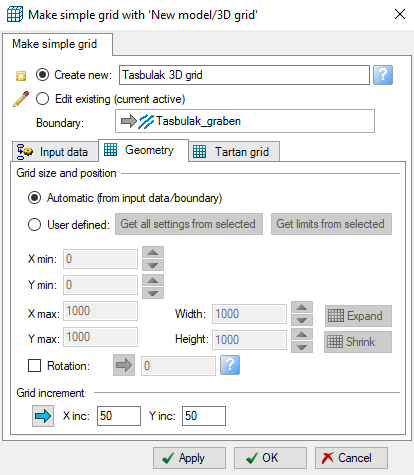 Make simple grid with 'New model/3D grid'
Make simple grid
Create new: Tasbulak 3D grid ?
Edit existing (current active)
Boundary: Tasbulak_graben
Input data Geometry Tartan grid
Grid size and position
Automatic (from input data/boundary)
User defined: Get all settings from selected Get limits from selected
X min: 0
Y min: 0
X max: 1000 Width: 1000 Expand
Y max: 1000 Height: 1000 Shrink
Rotation: 0 ?
Grid increment
X inc: 50 Y inc: 50
Apply OK Cancel